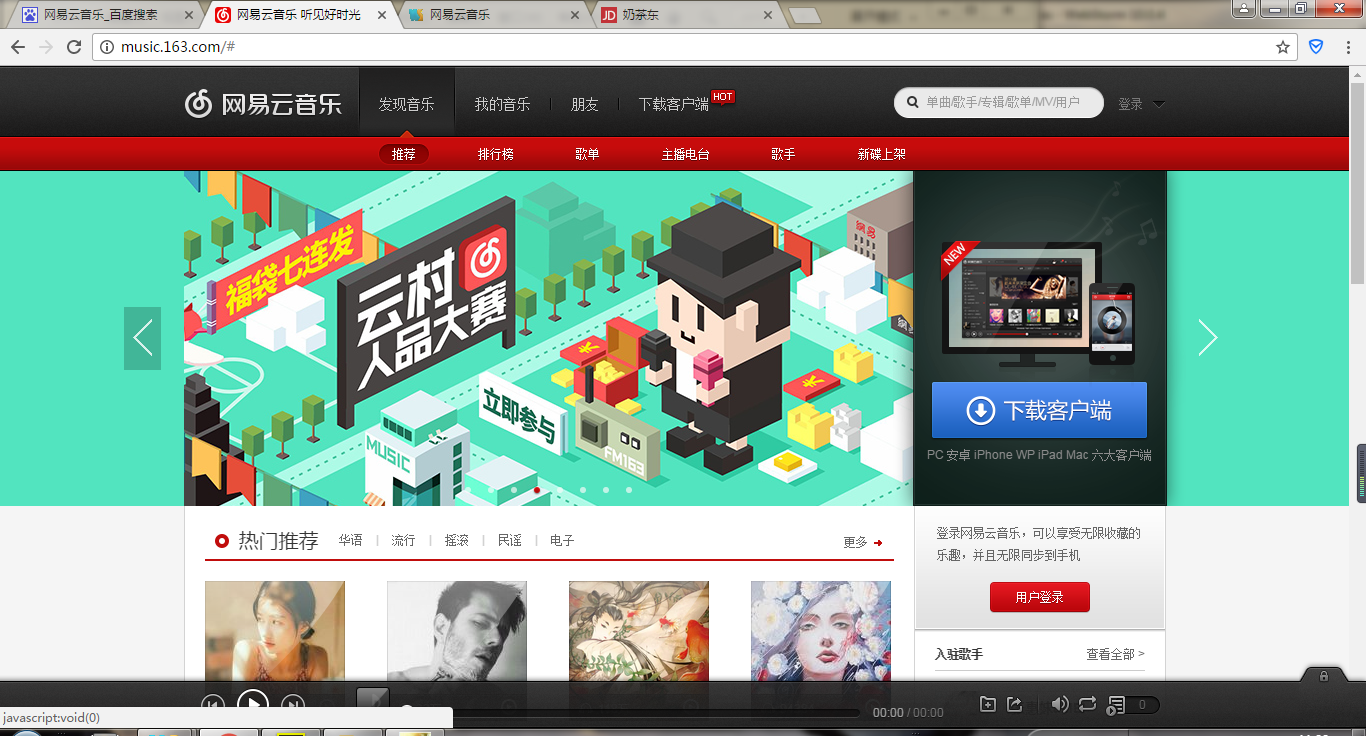 网易云音乐_百度搜索
网易云音乐 听见好时光
网易云音乐
JD 奶茶东
music.163.com/#
网易云音乐
发现音乐
我的音乐
朋友
下载客户端
HOT
单曲/歌手/专辑/歌单/MV/用户
登录
推荐
排行榜
歌单
主播电台
歌手
新碟上架
福袋七连发
云村
人品大赛
网易
立即参与
MUSIC
FM163
NEW
下载客户端
PC 安卓 iPhone WP iPad Mac 六大客户端
热门推荐
华语
流行
摇滚
民谣
电子
更多
登录网易云音乐，可以享受无限收藏的
乐趣，并且无限同步到手机
用户登录
入驻歌手
查看全部 >
00:00 / 00:00
0
javascript:void(0)